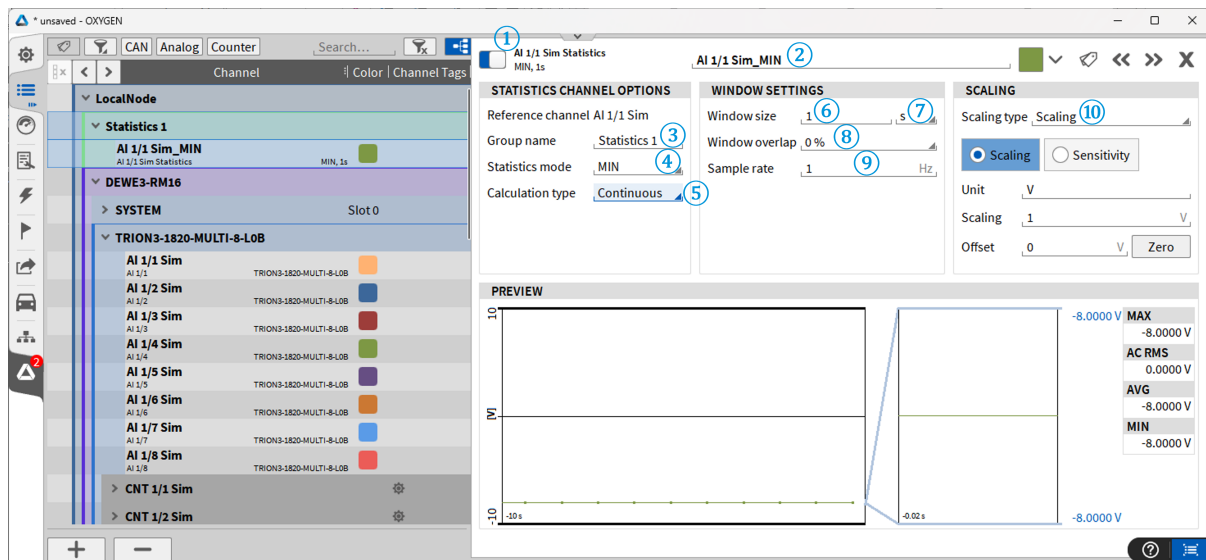 * unsaved - OXYGEN
CAN Analog Counter Search...
Channel Color Channel Tags
LocalNode
Statistics 1
AI 1/1 Sim_MIN
AI 1/1 Sim Statistics MIN, 1s
DEWE3-RM16
SYSTEM Slot 0
TRION3-1820-MULTI-8-L0B
AI 1/1 Sim
AI 1/1 TRION3-1820-MULTI-8-L0B
AI 1/2 Sim
AI 1/2 TRION3-1820-MULTI-8-L0B
AI 1/3 Sim
AI 1/3 TRION3-1820-MULTI-8-L0B
AI 1/4 Sim
AI 1/4 TRION3-1820-MULTI-8-L0B
AI 1/5 Sim
AI 1/5 TRION3-1820-MULTI-8-L0B
AI 1/6 Sim
AI 1/6 TRION3-1820-MULTI-8-L0B
AI 1/7 Sim
AI 1/7 TRION3-1820-MULTI-8-L0B
AI 1/8 Sim
AI 1/8 TRION3-1820-MULTI-8-L0B
CNT 1/1 Sim
CNT 1/2 Sim
2
1
AI 1/1 Sim Statistics
MIN, 1s
AI 1/1 Sim_MIN 2
STATISTICS CHANNEL OPTIONS
Reference channel AI 1/1 Sim
Group name Statistics 1 3
Statistics mode MIN 4
Calculation type Continuous 5
WINDOW SETTINGS
Window size 1 6 s 7
Window overlap 0 % 8
Sample rate 1 9 Hz
SCALING
Scaling type Scaling 10
Scaling Sensitivity
Unit V
Scaling 1 V
Offset 0 V Zero
PREVIEW
10
[V]
-10
-10 s
-0.02 s
-8.0000 V
-8.0000 V
MAX
-8.0000 V
AC RMS
0.0000 V
AVG
-8.0000 V
MIN
-8.0000 V